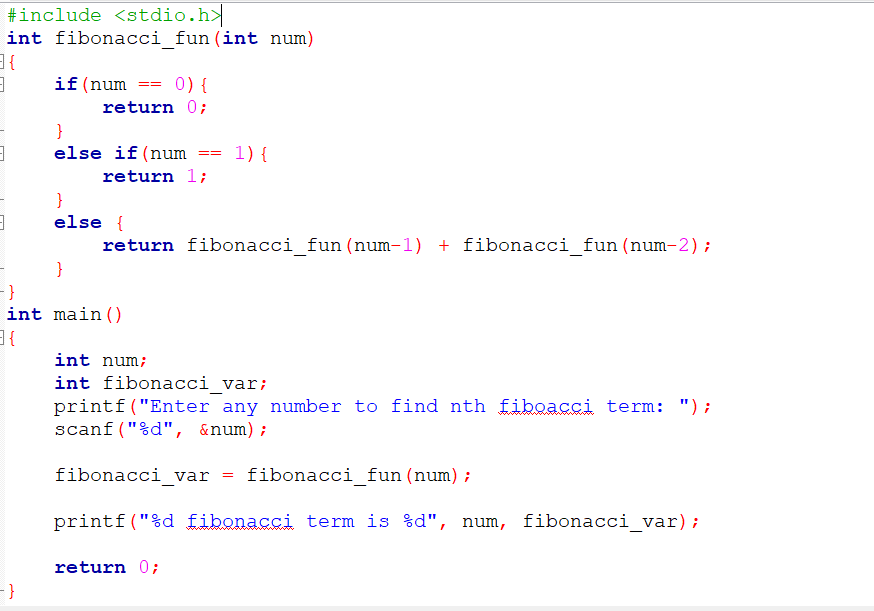 #include <stdio.h>
int fibonacci_fun(int num)
{
    if(num == 0){
        return 0;
    }
    else if(num == 1){
        return 1;
    }
    else {
        return fibonacci_fun(num-1) + fibonacci_fun(num-2);
    }
}
int main()
{
    int num;
    int fibonacci_var;
    printf("Enter any number to find nth fiboacci term: ");
    scanf("%d", &num);
    fibonacci_var = fibonacci_fun(num);
    printf("%d fibonacci term is %d", num, fibonacci_var);
    return 0;
}